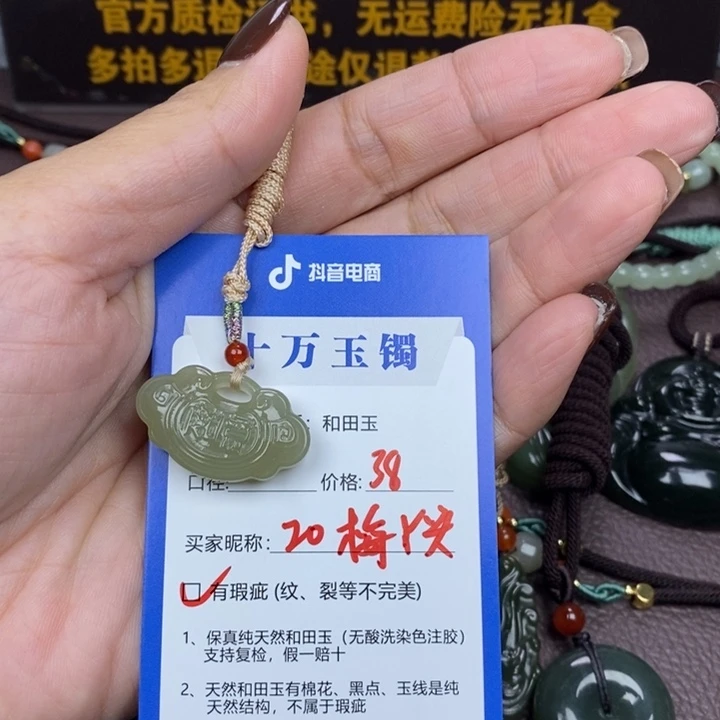 官方质检证书，无运费险无礼盒
多拍多退
途仅退款
抖音电商
十万玉镯
：和田玉
口径: 价格: 38
买家昵称: 20 梅
有瑕疵 (纹、裂等不完美)
1、保真纯天然和田玉（无酸洗染色注胶）
支持复检，假一赔十
2、天然和田玉有棉花、黑点、玉线是纯
天然结构，不属于瑕疵